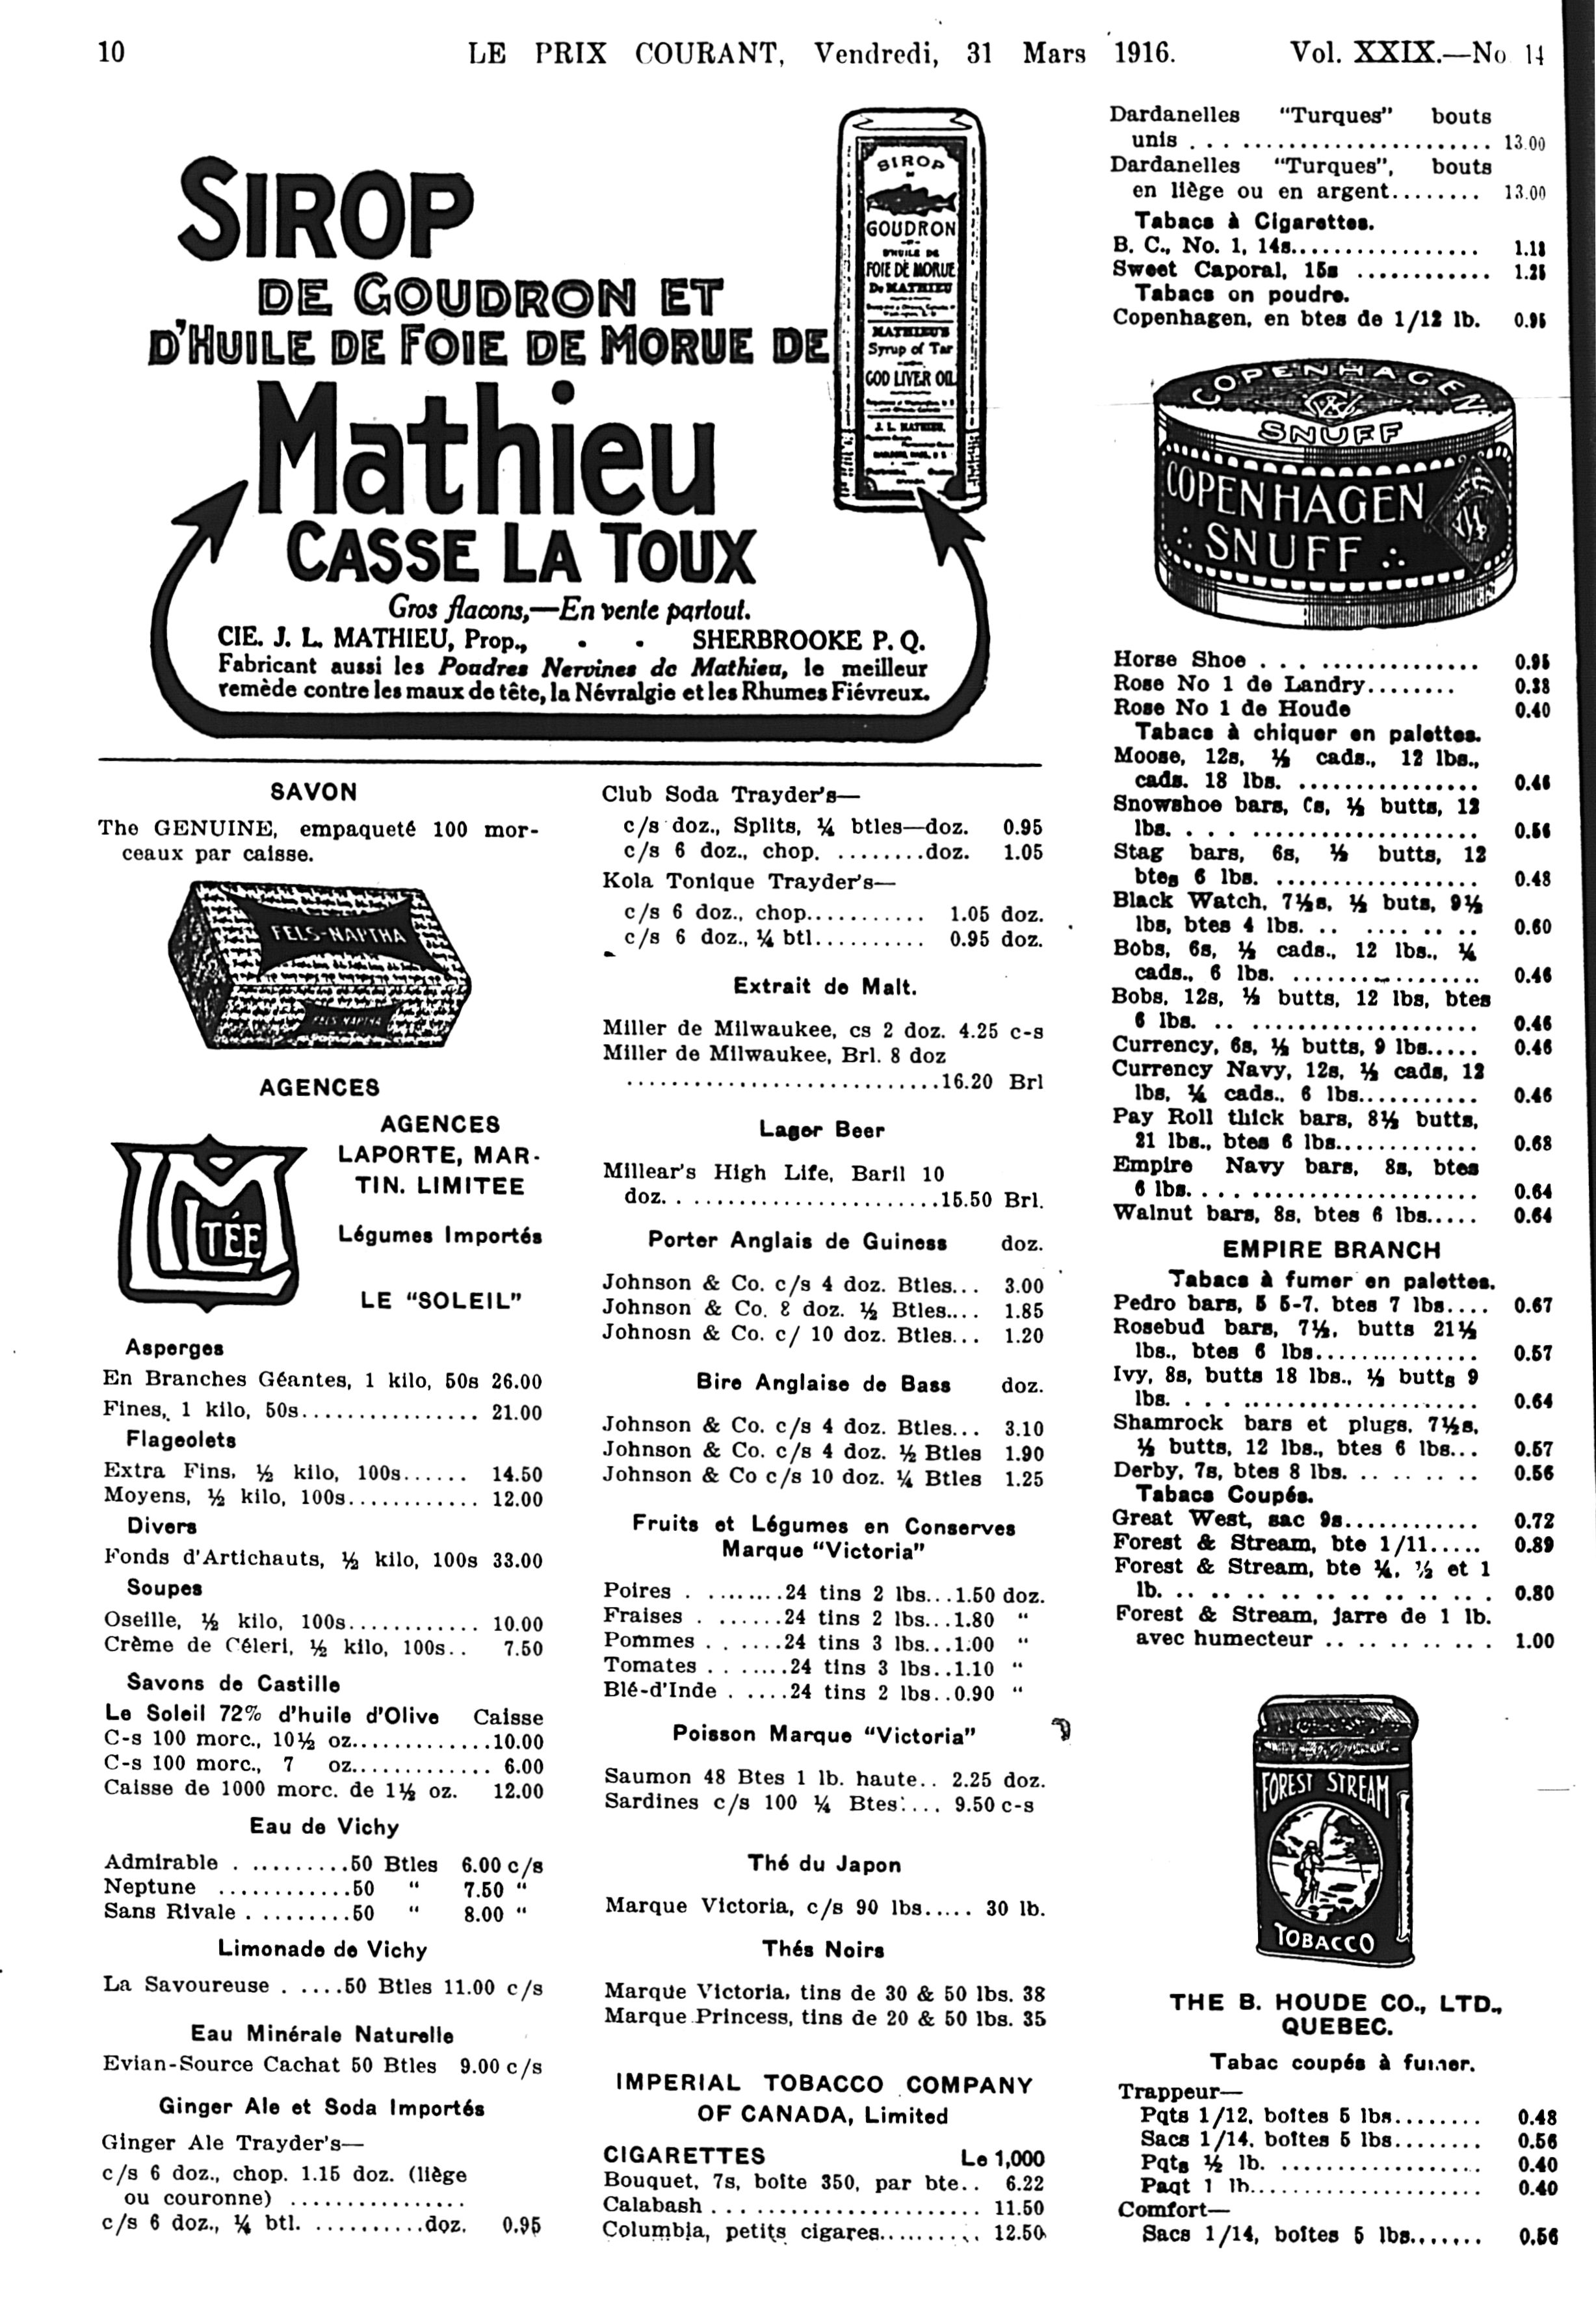 10 LE PRIX COURANT, Vendredi, 31 Mars 1916. Vol. XXIX.—No 14
SIROP
DE GOUDRON ET
D'HUILE DE FOIE DE MORUE DE
Mathieu
CASSE LA TOUX
Gros flacons,—En vente partout.
CIE. J. L. MATHIEU, Prop., - - SHERBROOKE P. Q.
Fabricant aussi les Poudres Nervines de Mathieu, le meilleur
remède contre les maux de tête, la Névralgie et les Rhumes Fiévreux.
SIROP
DE
GOUDRON
D'HUILE DE
FOIE DE MORUE
De MATHIEU
MATHIEU'S
Syrup of Tar
COD LIVER OIL
J. L. MATHIEU,
SAVON
The GENUINE, empaqueté 100 mor-
ceaux par caisse.
FELS-NAPTHA
FELS-NAPTHA
AGENCES
LM LTÉE
AGENCES
LAPORTE, MAR-
TIN. LIMITEE
Légumes Importés
LE "SOLEIL"
Asperges
En Branches Géantes, 1 kilo, 50s 26.00
Fines, 1 kilo, 50s................ 21.00
Flageolets
Extra Fins, ½ kilo, 100s...... 14.50
Moyens, ½ kilo, 100s............ 12.00
Divers
Fonds d'Artichauts, ½ kilo, 100s 33.00
Soupes
Oseille, ½ kilo, 100s............ 10.00
Crème de Céleri, ½ kilo, 100s.. 7.50
Savons de Castille
Le Soleil 72% d'huile d'Olive Caisse
C-s 100 morc., 10½ oz.............10.00
C-s 100 morc., 7 oz............. 6.00
Caisse de 1000 morc. de 1½ oz. 12.00
Eau de Vichy
Admirable . .........50 Btles 6.00 c/s
Neptune ............50 " 7.50 "
Sans Rivale . .........50 " 8.00 "
Limonade de Vichy
La Savoureuse . .....50 Btles 11.00 c/s
Eau Minérale Naturelle
Evian-Source Cachat 50 Btles 9.00 c/s
Ginger Ale et Soda Importés
Ginger Ale Trayder's—
c/s 6 doz., chop. 1.15 doz. (liège
ou couronne) ................
c/s 6 doz., ¼ btl. ..........doz. 0.95
Club Soda Trayder's—
c/s doz., Splits, ¼ btles—doz. 0.95
c/s 6 doz., chop. ........doz. 1.05
Kola Tonique Trayder's—
c/s 6 doz., chop........... 1.05 doz.
c/s 6 doz., ¼ btl.......... 0.95 doz.
Extrait de Malt.
Miller de Milwaukee, cs 2 doz. 4.25 c-s
Miller de Milwaukee, Brl. 8 doz
............................16.20 Brl
Lager Beer
Millear's High Life, Baril 10
doz. . ......................15.50 Brl.
Porter Anglais de Guiness doz.
Johnson & Co. c/s 4 doz. Btles... 3.00
Johnson & Co. 8 doz. ½ Btles.... 1.85
Johnosn & Co. c/ 10 doz. Btles... 1.20
Bire Anglaise de Bass doz.
Johnson & Co. c/s 4 doz. Btles... 3.10
Johnson & Co. c/s 4 doz. ½ Btles 1.90
Johnson & Co c/s 10 doz. ¼ Btles 1.25
Fruits et Légumes en Conserves
Marque "Victoria"
Poires . ........24 tins 2 lbs...1.50 doz.
Fraises . ......24 tins 2 lbs...1.80 "
Pommes . ......24 tins 3 lbs...1.00 "
Tomates . .......24 tins 3 lbs..1.10 "
Blé-d'Inde . .....24 tins 2 lbs..0.90 "
Poisson Marque "Victoria"
Saumon 48 Btes 1 lb. haute.. 2.25 doz.
Sardines c/s 100 ¼ Btes.... 9.50 c-s
Thé du Japon
Marque Victoria, c/s 90 lbs..... 30 lb.
Thés Noirs
Marque Victoria, tins de 30 & 50 lbs. 38
Marque Princess, tins de 20 & 50 lbs. 35
IMPERIAL TOBACCO COMPANY
OF CANADA, Limited
CIGARETTES Le 1,000
Bouquet, 7s, boîte 350, par bte.. 6.22
Calabash . ....................... 11.50
Columbia, petits cigares.......... 12.50
Dardanelles "Turques" bouts
unis . .. ...................... 13.00
Dardanelles "Turques", bouts
en liège ou en argent........ 13.00
Tabacs à Cigarettes.
B. C., No. 1, 14s................. 1.18
Sweet Caporal, 15s ............ 1.25
Tabacs en poudre.
Copenhagen, en btes de 1/12 lb. 0.95
COPENHAGEN
SNUFF
COPENHAGEN
SNUFF
Horse Shoe . .. .............. 0.95
Rose No 1 de Landry........ 0.38
Rose No 1 de Houde 0.40
Tabacs à chiquer en palettes.
Moose, 12s, ½ cads., 12 lbs.,
cads. 18 lbs. ................ 0.46
Snowshoe bars, 6s, ½ butts, 12
lbs. . .. .................... 0.56
Stag bars, 6s, ½ butts, 12
btes 6 lbs. .................. 0.48
Black Watch, 7½s, ½ buts, 9½
lbs, btes 4 lbs. .. .... .. .. 0.60
Bobs, 6s, ½ cads., 12 lbs., ¼
cads., 6 lbs. ................. 0.46
Bobs, 12s, ½ butts, 12 lbs, btes
6 lbs. .. .................... 0.46
Currency, 6s, ½ butts, 9 lbs..... 0.46
Currency Navy, 12s, ½ cads, 12
lbs, ¼ cads., 6 lbs........... 0.46
Pay Roll thick bars, 8½ butts,
21 lbs., btes 6 lbs............. 0.68
Empire Navy bars, 8s, btes
6 lbs. . .. .................... 0.64
Walnut bars, 8s, btes 6 lbs..... 0.64
EMPIRE BRANCH
Tabacs à fumer en palettes.
Pedro bars, 5 5-7, btes 7 lbs.... 0.67
Rosebud bars, 7½, butts 21½
lbs., btes 6 lbs............... 0.57
Ivy, 8s, butts 18 lbs., ½ butts 9
lbs. . .. .................... 0.64
Shamrock bars et plugs, 7½s,
½ butts, 12 lbs., btes 6 lbs... 0.57
Derby, 7s, btes 8 lbs. .. .. .. .. 0.56
Tabacs Coupés.
Great West, sac 9s............ 0.72
Forest & Stream, bte 1/11..... 0.89
Forest & Stream, bte ¼, ½ et 1
lb. .. .. .. .. .. .. .. .. .. .. 0.80
Forest & Stream, jarre de 1 lb.
avec humecteur .. .. .. .. .. . 1.00
FOREST STREAM
TOBACCO
THE B. HOUDE CO., LTD.,
QUEBEC.
Tabac coupés à fumer.
Trappeur—
Pqts 1/12, boîtes 5 lbs........ 0.48
Sacs 1/14, boîtes 5 lbs........ 0.56
Pqts ½ lb. .................. 0.40
Paqt 1 lb.................... 0.40
Comfort—
Sacs 1/14, boîtes 5 lbs....... 0.56